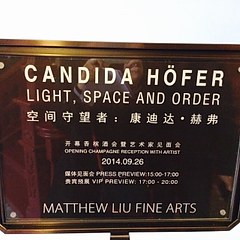 CANDIDA HÖFER
LIGHT, SPACE AND ORDER
空间守望者：康迪达·赫弗
开幕香槟酒会暨艺术家见面会
OPENING CHAMPAGNE RECEPTION WITH ARTIST
2014.09.26
媒体见面会 PRESS PREVIEW:15:00-17:00
贵宾预展 VIP PREVIEW: 17:00 - 20:00
MATTHEW LIU FINE ARTS